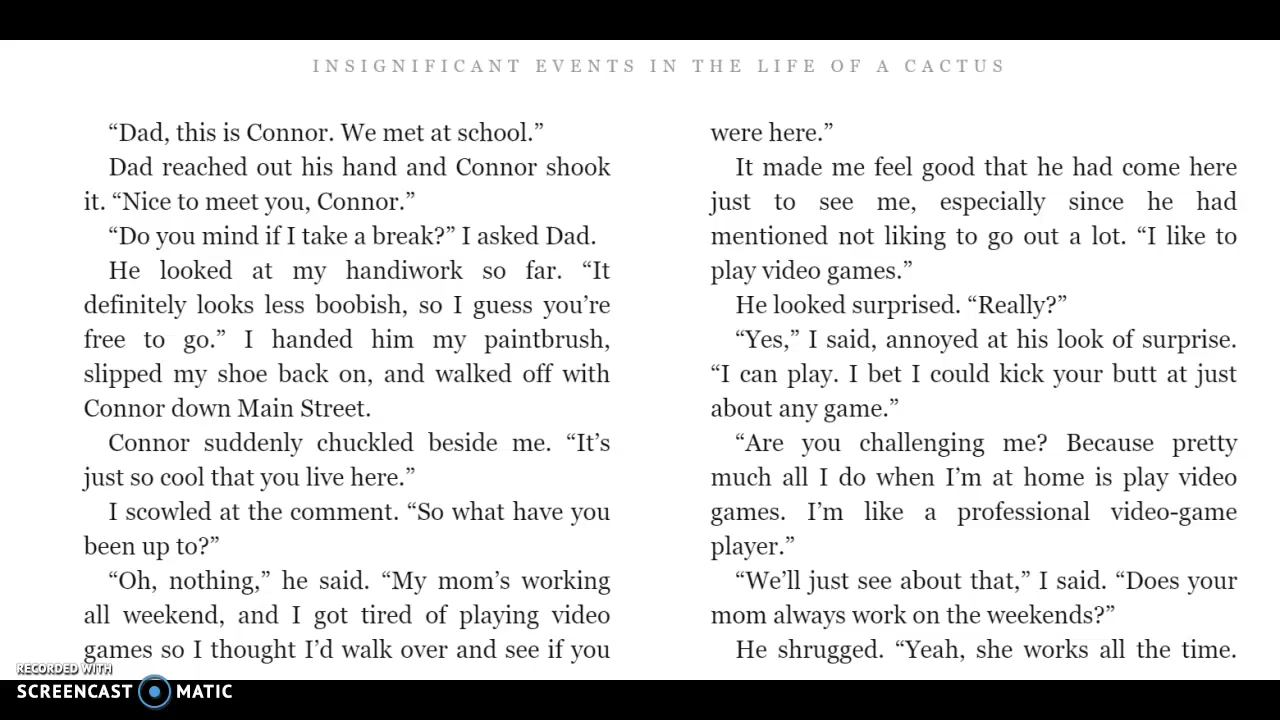 INSIGNIFICANT EVENTS IN THE LIFE OF A CACTUS
“Dad, this is Connor. We met at school.”
Dad reached out his hand and Connor shook
it. “Nice to meet you, Connor.”
“Do you mind if I take a break?” I asked Dad.
He looked at my handiwork so far. “It
definitely looks less boobish, so I guess you’re
free to go.” I handed him my paintbrush,
slipped my shoe back on, and walked off with
Connor down Main Street.
Connor suddenly chuckled beside me. “It’s
just so cool that you live here.”
I scowled at the comment. “So what have you
been up to?”
“Oh, nothing,” he said. “My mom’s working
all weekend, and I got tired of playing video
games so I thought I’d walk over and see if you
were here.”
It made me feel good that he had come here
just to see me, especially since he had
mentioned not liking to go out a lot. “I like to
play video games.”
He looked surprised. “Really?”
“Yes,” I said, annoyed at his look of surprise.
“I can play. I bet I could kick your butt at just
about any game.”
“Are you challenging me? Because pretty
much all I do when I’m at home is play video
games. I’m like a professional video-game
player.”
“We’ll just see about that,” I said. “Does your
mom always work on the weekends?”
He shrugged. “Yeah, she works all the time.
RECORDED WITH
SCREENCAST MATIC